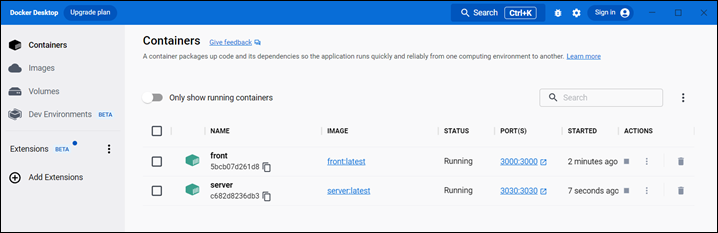 Docker Desktop Upgrade plan Search Ctrl+K Sign in
Containers
Images
Volumes
Dev Environments BETA
Extensions BETA
Add Extensions
Containers Give feedback
A container packages up code and its dependencies so the application runs quickly and reliably from one computing environment to another. Learn more
Only show running containers Search
NAME IMAGE STATUS PORT(S) STARTED ACTIONS
front
5bcb07d261d8 front:latest Running 3000:3000 2 minutes ago
server
c682d8236db3 server:latest Running 3030:3030 7 seconds ago